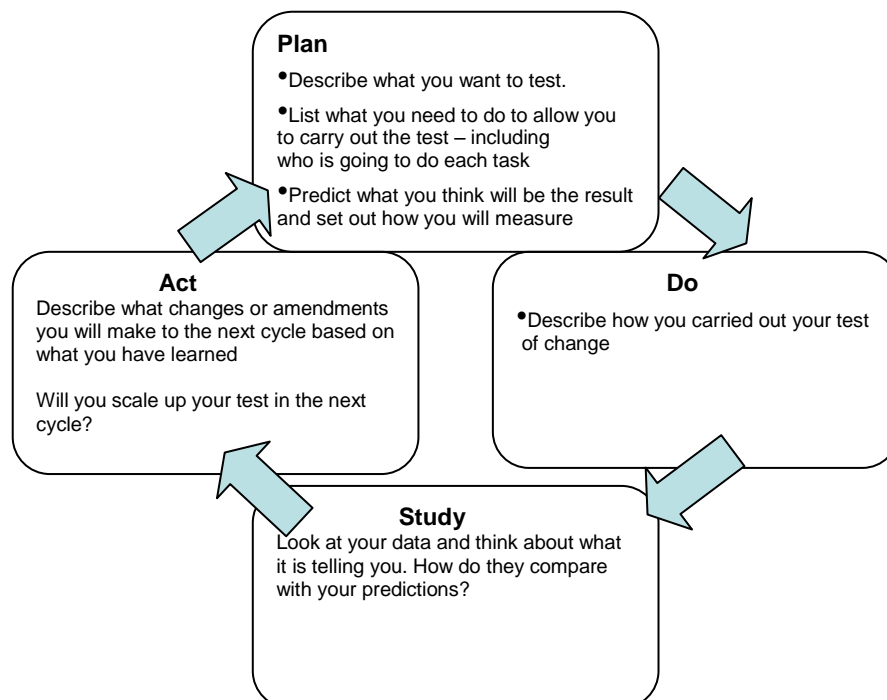 Plan
•Describe what you want to test.
•List what you need to do to allow you
to carry out the test – including
who is going to do each task
•Predict what you think will be the result
and set out how you will measure
Do
•Describe how you carried out your test
of change
Study
Look at your data and think about what
it is telling you. How do they compare
with your predictions?
Act
Describe what changes or amendments
you will make to the next cycle based on
what you have learned
Will you scale up your test in the next
cycle?